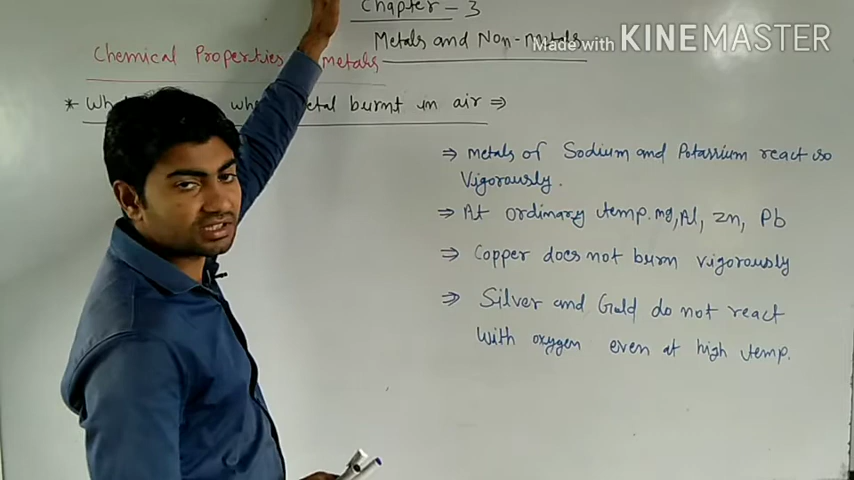 Chapter - 3
Metals and Non-metals
Made with KINEMASTER
Chemical Properties metals
* when metal burnt in air ⇒
⇒ Metals of Sodium and Potassium react so
Vigorously.
⇒ At ordinary temp. mg, Al, Zn, Pb
⇒ Copper does not burn vigorously
⇒ Silver and Gold do not react
With oxygen even at high temp.